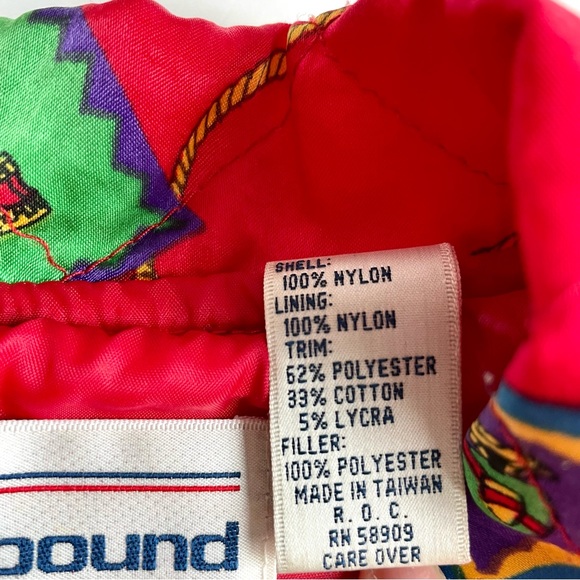 SHELL:
100% NYLON
LINING:
100% NYLON
TRIM:
62% POLYESTER
33% COTTON
5% LYCRA
FILLER:
100% POLYESTER
MADE IN TAIWAN
R. O. C.
RN 58909
CARE OVER
bound